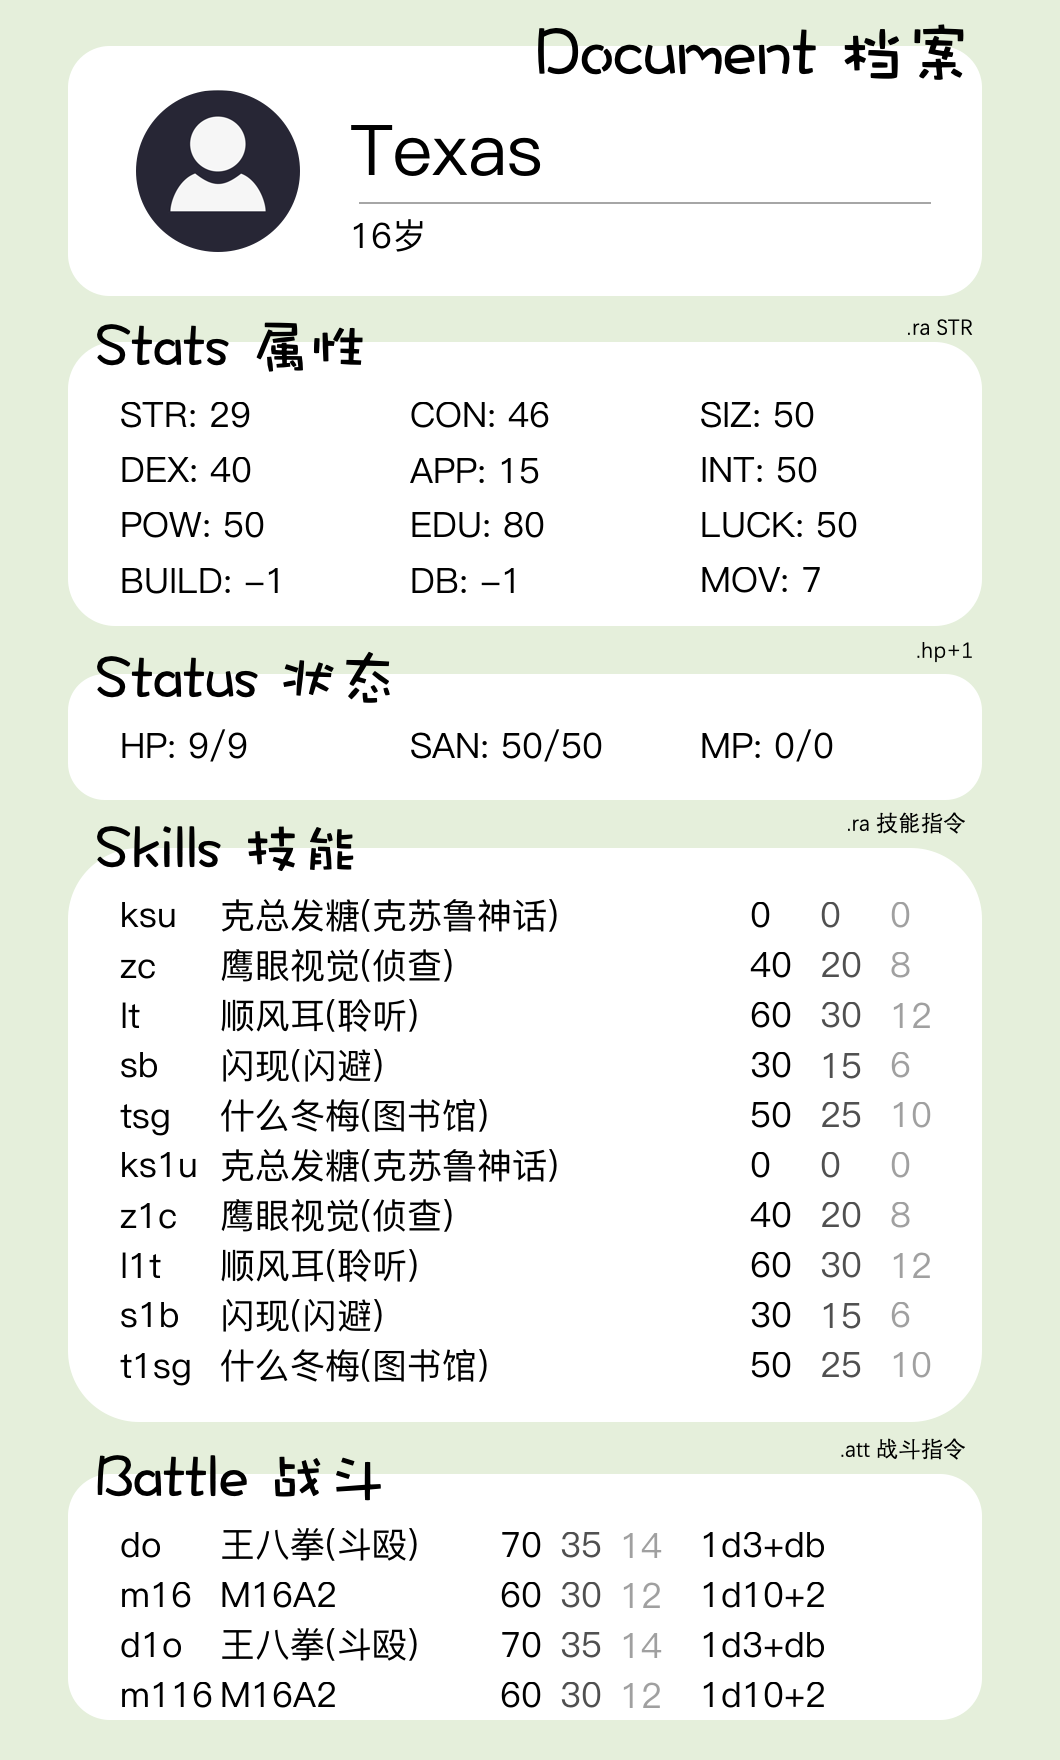 Document 档案
Texas
16岁
Stats 属性
.ra STR
STR: 29 CON: 46 SIZ: 50
DEX: 40 APP: 15 INT: 50
POW: 50 EDU: 80 LUCK: 50
BUILD: -1 DB: -1 MOV: 7
Status 状态
.hp+1
HP: 9/9 SAN: 50/50 MP: 0/0
Skills 技能
.ra 技能指令
ksu 克总发糖(克苏鲁神话) 0 0 0
zc 鹰眼视觉(侦查) 40 20 8
lt 顺风耳(聆听) 60 30 12
sb 闪现(闪避) 30 15 6
tsg 什么冬梅(图书馆) 50 25 10
ks1u 克总发糖(克苏鲁神话) 0 0 0
z1c 鹰眼视觉(侦查) 40 20 8
l1t 顺风耳(聆听) 60 30 12
s1b 闪现(闪避) 30 15 6
t1sg 什么冬梅(图书馆) 50 25 10
Battle 战斗
.att 战斗指令
do 王八拳(斗殴) 70 35 14 1d3+db
m16 M16A2 60 30 12 1d10+2
d1o 王八拳(斗殴) 70 35 14 1d3+db
m116 M16A2 60 30 12 1d10+2